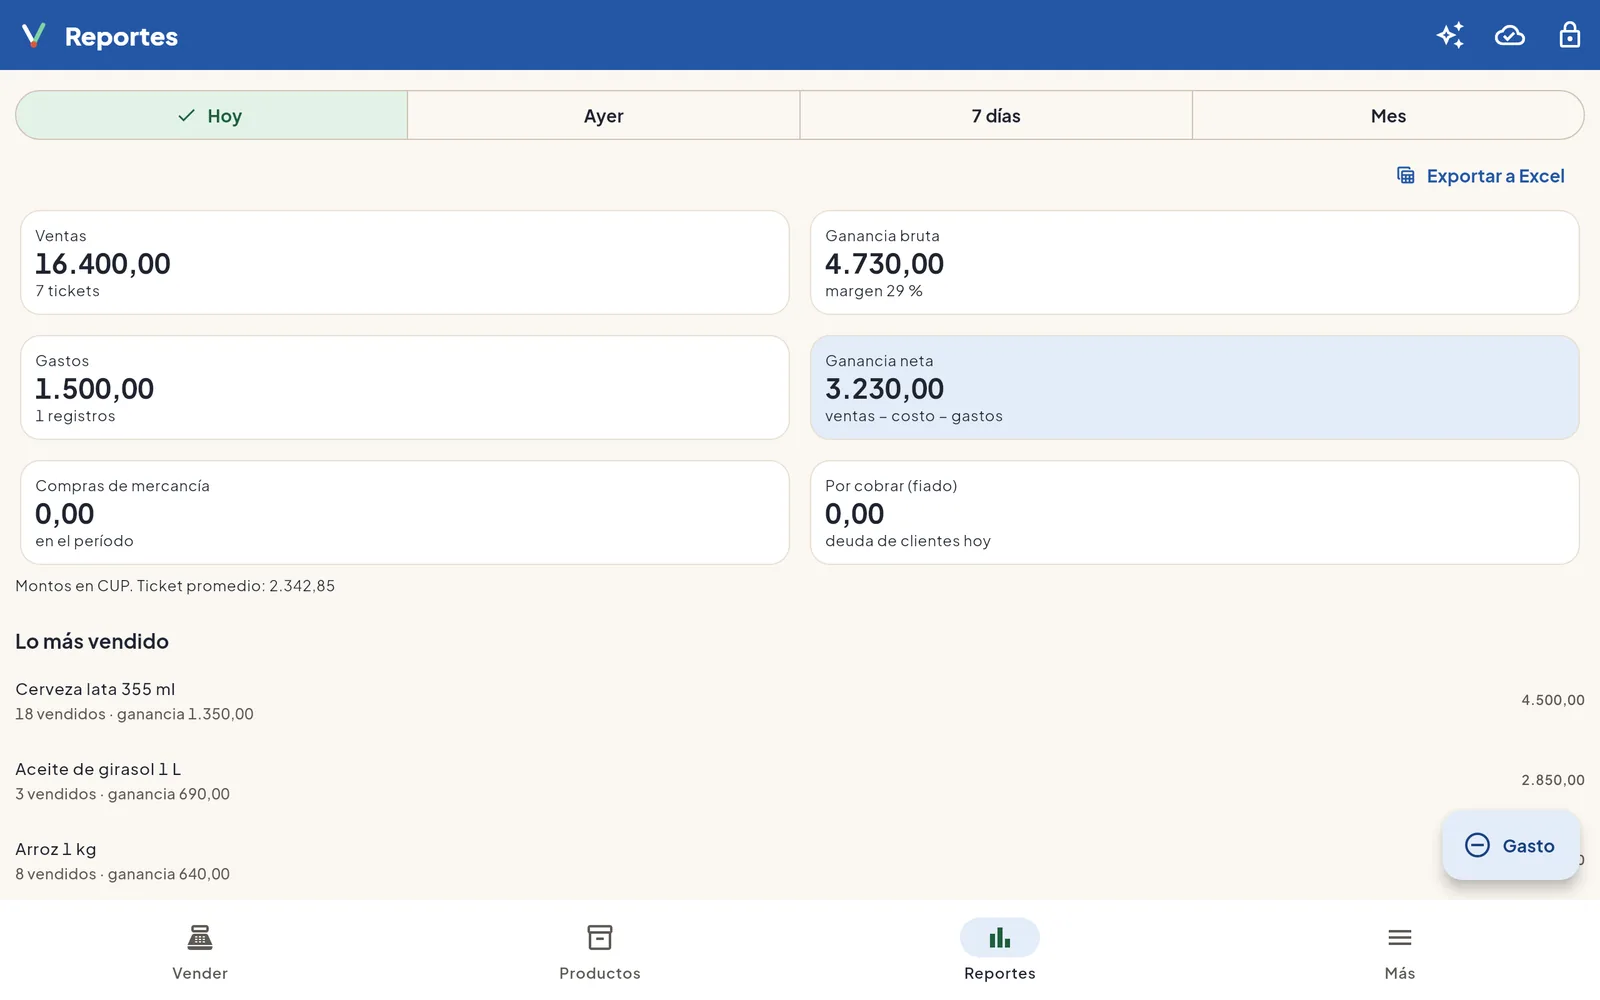 Reportes
Hoy
Ayer
7 días
Mes
Exportar a Excel
Ventas
16.400,00
7 tickets
Ganancia bruta
4.730,00
margen 29 %
Gastos
1.500,00
1 registros
Ganancia neta
3.230,00
ventas – costo – gastos
Compras de mercancía
0,00
en el período
Por cobrar (fiado)
0,00
deuda de clientes hoy
Montos en CUP. Ticket promedio: 2.342,85
Lo más vendido
Cerveza lata 355 ml
18 vendidos · ganancia 1.350,00
4.500,00
Aceite de girasol 1 L
3 vendidos · ganancia 690,00
2.850,00
Arroz 1 kg
8 vendidos · ganancia 640,00
Gasto
Vender
Productos
Reportes
Más